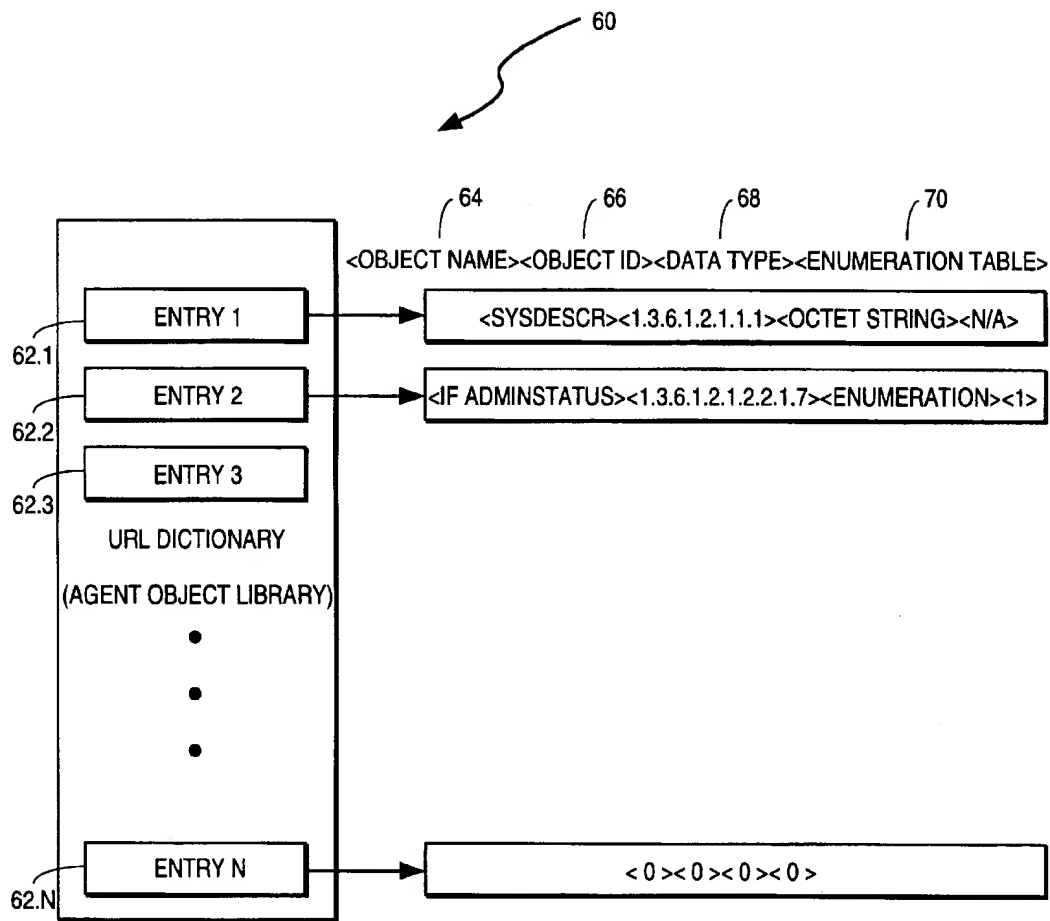 60
64 66 68 70
<OBJECT NAME><OBJECT ID><DATA TYPE><ENUMERATION TABLE>
ENTRY 1 <SYSDESCR><1.3.6.1.2.1.1.1><OCTET STRING><N/A>
62.1
ENTRY 2 <IF ADMINSTATUS><1.3.6.1.2.1.2.2.1.7><ENUMERATION><1>
62.2
ENTRY 3
62.3
URL DICTIONARY
(AGENT OBJECT LIBRARY)
ENTRY N < 0 >< 0 >< 0 >< 0 >
62.N